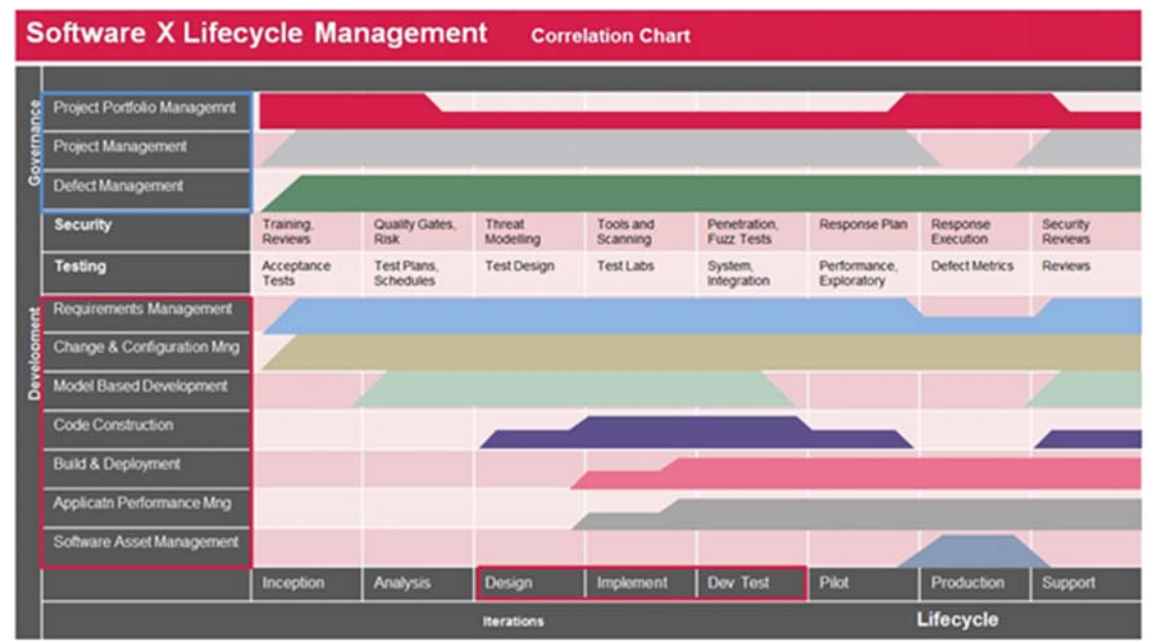 Software X Lifecycle Management Correlation Chart
Governance
Project Portfolio Managemnt
Project Management
Defect Management
Security
Training, Reviews
Quality Gates, Risk
Threat Modelling
Tools and Scanning
Penetration, Fuzz Tests
Response Plan
Response Execution
Security Reviews
Testing
Acceptance Tests
Test Plans, Schedules
Test Design
Test Labs
System, Integration
Performance, Exploratory
Defect Metrics
Reviews
Development
Requirements Management
Change & Configuration Mng
Model Based Development
Code Construction
Build & Deployment
Applicatn Performance Mng
Software Asset Management
Inception
Analysis
Design
Implement
Dev Test
Pilot
Production
Support
Iterations
Lifecycle